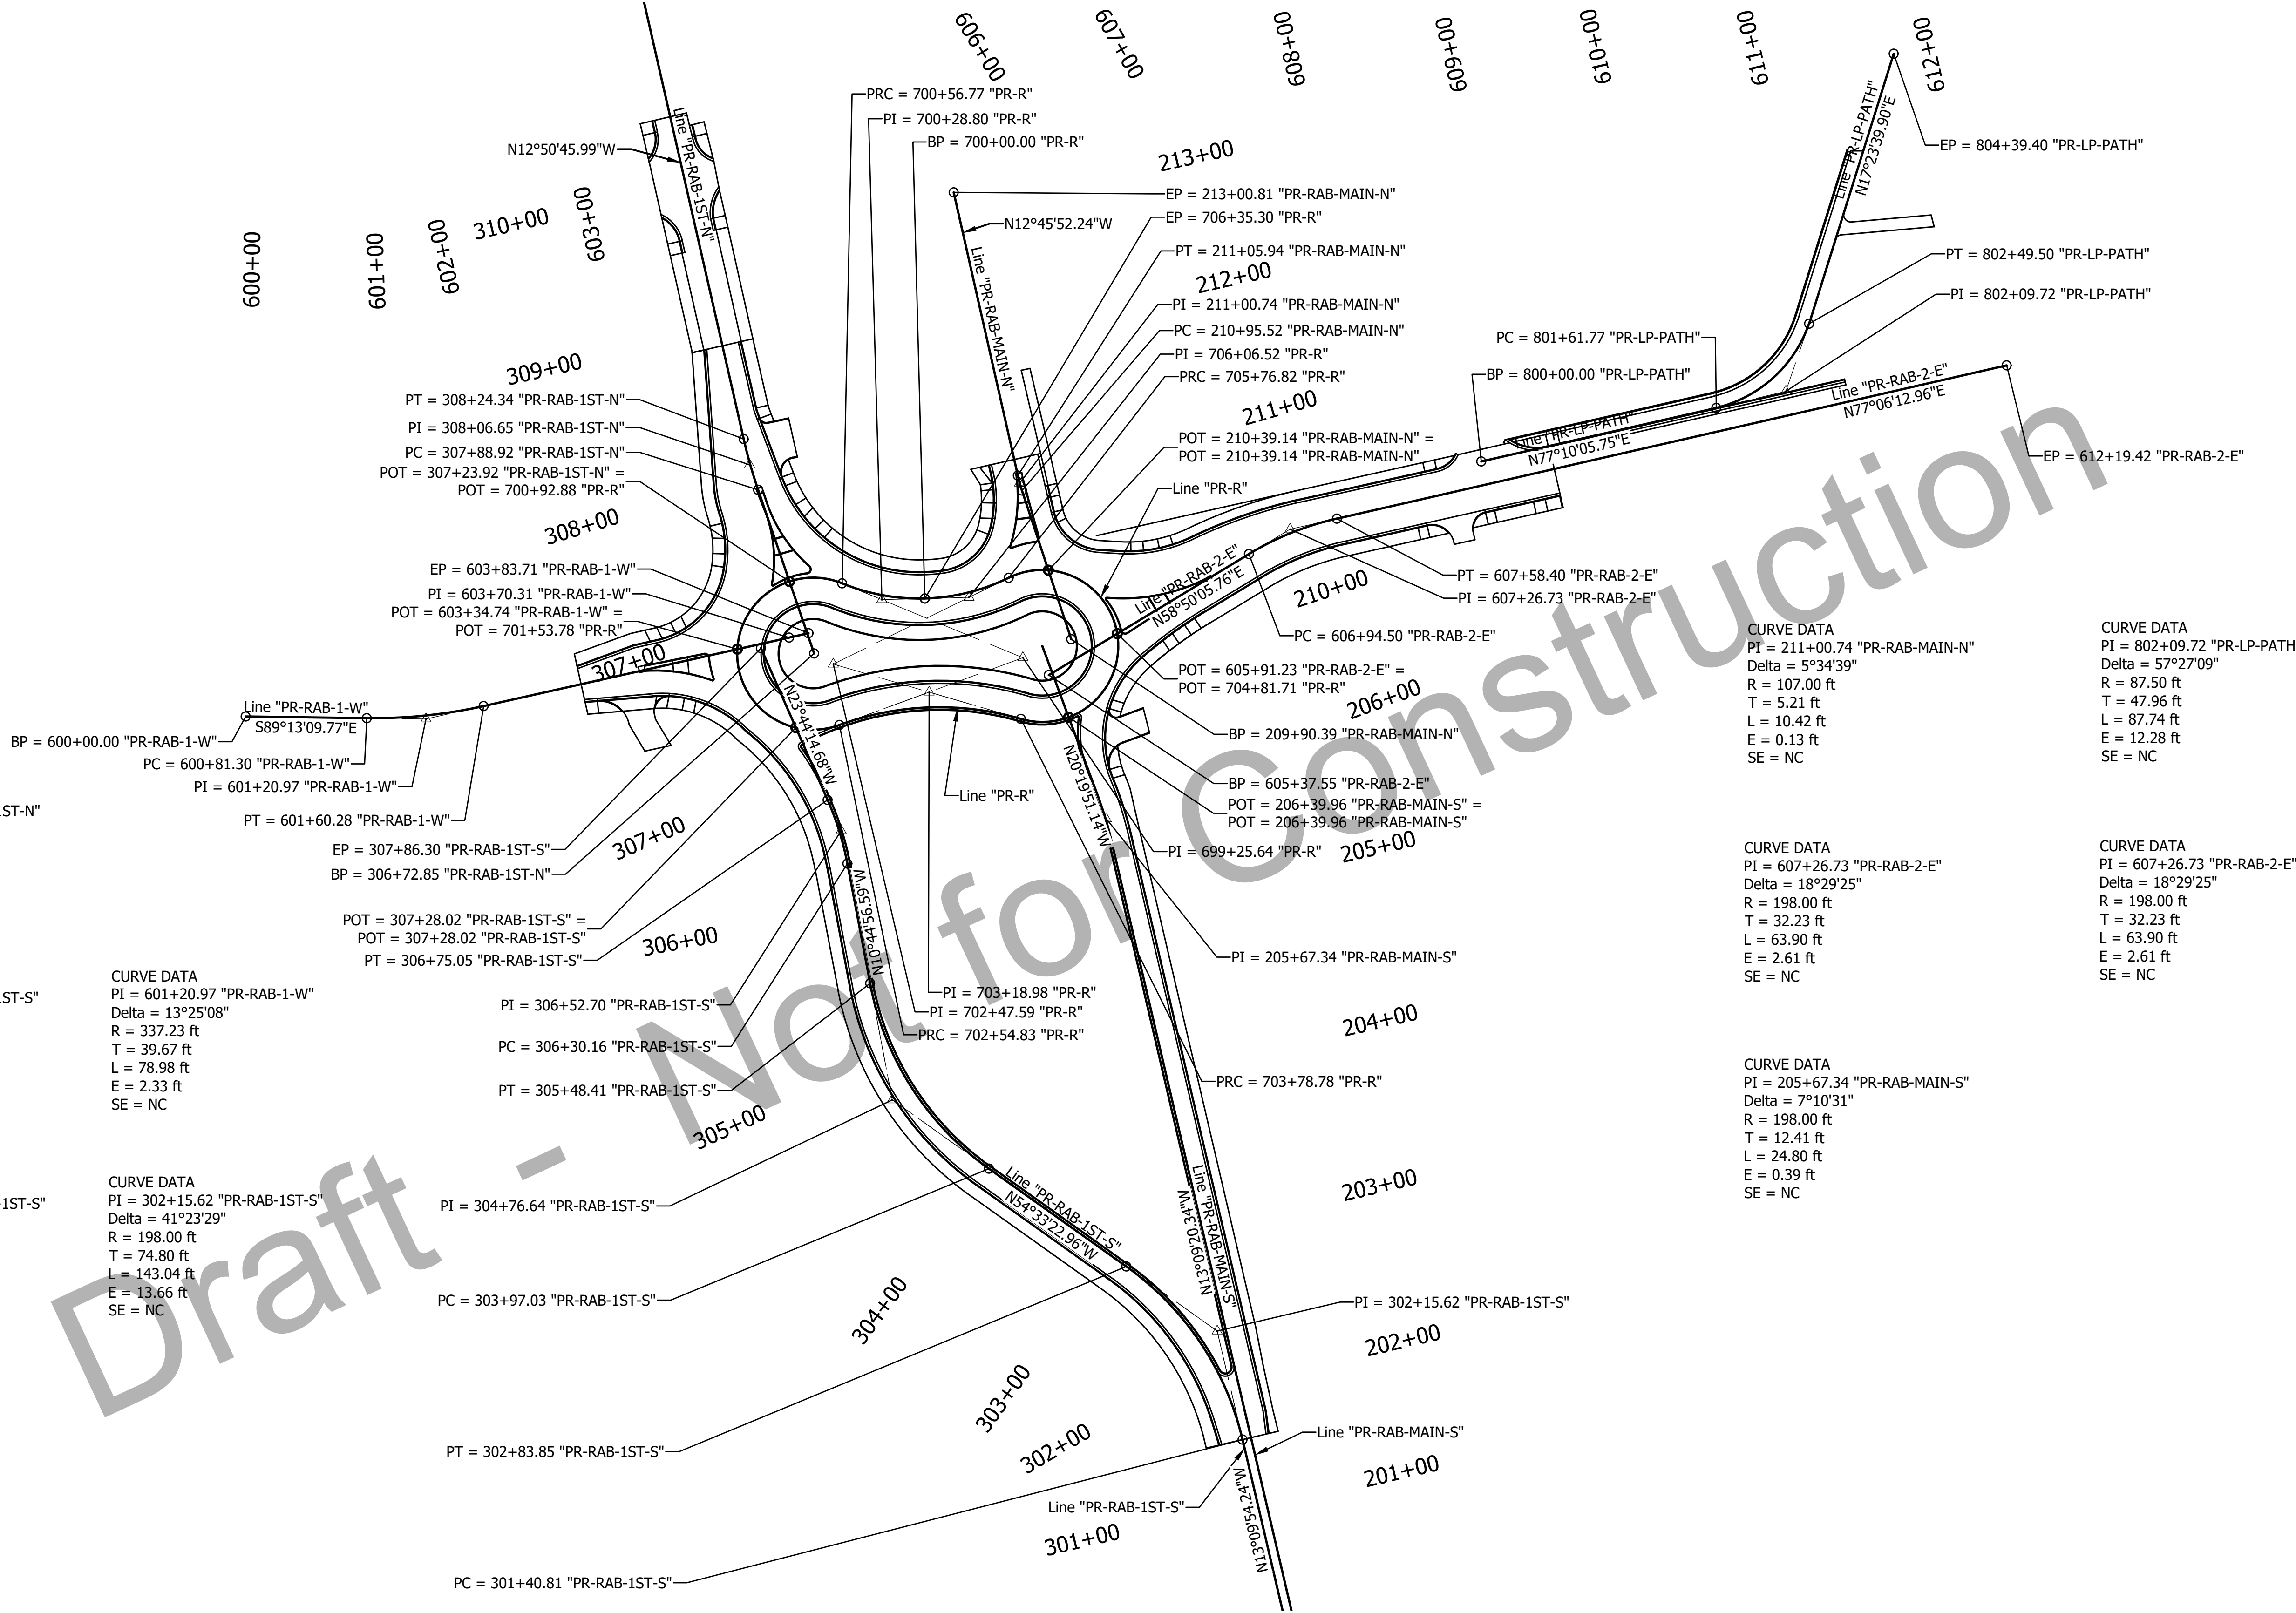 606+00
607+00
608+00
609+00
610+00
611+00
612+00
600+00
601+00
602+00
310+00
603+00
213+00
212+00
211+00
309+00
308+00
307+00
210+00
206+00
205+00
307+00
306+00
204+00
305+00
203+00
304+00
202+00
303+00
302+00
201+00
301+00
N12°50'45.99"W
Line "PR-RAB-1ST-N"
PRC = 700+56.77 "PR-R"
PI = 700+28.80 "PR-R"
BP = 700+00.00 "PR-R"
EP = 213+00.81 "PR-RAB-MAIN-N"
EP = 706+35.30 "PR-R"
N12°45'52.24"W
Line "PR-RAB-MAIN-N"
PT = 211+05.94 "PR-RAB-MAIN-N"
PI = 211+00.74 "PR-RAB-MAIN-N"
PC = 210+95.52 "PR-RAB-MAIN-N"
PI = 706+06.52 "PR-R"
PRC = 705+76.82 "PR-R"
POT = 210+39.14 "PR-RAB-MAIN-N" =
POT = 210+39.14 "PR-RAB-MAIN-N"
Line "PR-R"
Line "PR-LP-PATH"
N17°23'39.90"E
EP = 804+39.40 "PR-LP-PATH"
PT = 802+49.50 "PR-LP-PATH"
PI = 802+09.72 "PR-LP-PATH"
PC = 801+61.77 "PR-LP-PATH"
BP = 800+00.00 "PR-LP-PATH"
Line "PR-RAB-2-E"
N77°06'12.96"E
Line "PR-LP-PATH"
N77°10'05.75"E
EP = 612+19.42 "PR-RAB-2-E"
PT = 308+24.34 "PR-RAB-1ST-N"
PI = 308+06.65 "PR-RAB-1ST-N"
PC = 307+88.92 "PR-RAB-1ST-N"
POT = 307+23.92 "PR-RAB-1ST-N" =
POT = 700+92.88 "PR-R"
EP = 603+83.71 "PR-RAB-1-W"
PI = 603+70.31 "PR-RAB-1-W"
POT = 603+34.74 "PR-RAB-1-W" =
POT = 701+53.78 "PR-R"
Line "PR-RAB-2-E"
N58°50'05.76"E
PT = 607+58.40 "PR-RAB-2-E"
PI = 607+26.73 "PR-RAB-2-E"
PC = 606+94.50 "PR-RAB-2-E"
POT = 605+91.23 "PR-RAB-2-E" =
POT = 704+81.71 "PR-R"
BP = 209+90.39 "PR-RAB-MAIN-N"
BP = 605+37.55 "PR-RAB-2-E"
POT = 206+39.96 "PR-RAB-MAIN-S" =
POT = 206+39.96 "PR-RAB-MAIN-S"
PI = 699+25.64 "PR-R"
PI = 205+67.34 "PR-RAB-MAIN-S"
PRC = 703+78.78 "PR-R"
Line "PR-RAB-1-W"
S89°13'09.77"E
BP = 600+00.00 "PR-RAB-1-W"
PC = 600+81.30 "PR-RAB-1-W"
PI = 601+20.97 "PR-RAB-1-W"
PT = 601+60.28 "PR-RAB-1-W"
EP = 307+86.30 "PR-RAB-1ST-S"
BP = 306+72.85 "PR-RAB-1ST-N"
POT = 307+28.02 "PR-RAB-1ST-S" =
POT = 307+28.02 "PR-RAB-1ST-S"
PT = 306+75.05 "PR-RAB-1ST-S"
PI = 306+52.70 "PR-RAB-1ST-S"
PC = 306+30.16 "PR-RAB-1ST-S"
PT = 305+48.41 "PR-RAB-1ST-S"
PI = 304+76.64 "PR-RAB-1ST-S"
PC = 303+97.03 "PR-RAB-1ST-S"
PT = 302+83.85 "PR-RAB-1ST-S"
PC = 301+40.81 "PR-RAB-1ST-S"
N23°44'14.68"W
N10°44'56.59"W
N20°19'51.14"W
Line "PR-R"
PI = 703+18.98 "PR-R"
PI = 702+47.59 "PR-R"
PRC = 702+54.83 "PR-R"
Line "PR-RAB-1ST-S"
N54°33'22.96"W
Line "PR-RAB-MAIN-S"
N13°09'20.34"W
PI = 302+15.62 "PR-RAB-1ST-S"
Line "PR-RAB-MAIN-S"
Line "PR-RAB-1ST-S"
N13°09'54.24"W
1ST-N"
1ST-S"
-1ST-S"
CURVE DATA
PI = 601+20.97 "PR-RAB-1-W"
Delta = 13°25'08"
R = 337.23 ft
T = 39.67 ft
L = 78.98 ft
E = 2.33 ft
SE = NC
CURVE DATA
PI = 302+15.62 "PR-RAB-1ST-S"
Delta = 41°23'29"
R = 198.00 ft
T = 74.80 ft
L = 143.04 ft
E = 13.66 ft
SE = NC
CURVE DATA
PI = 211+00.74 "PR-RAB-MAIN-N"
Delta = 5°34'39"
R = 107.00 ft
T = 5.21 ft
L = 10.42 ft
E = 0.13 ft
SE = NC
CURVE DATA
PI = 802+09.72 "PR-LP-PATH
Delta = 57°27'09"
R = 87.50 ft
T = 47.96 ft
L = 87.74 ft
E = 12.28 ft
SE = NC
CURVE DATA
PI = 607+26.73 "PR-RAB-2-E"
Delta = 18°29'25"
R = 198.00 ft
T = 32.23 ft
L = 63.90 ft
E = 2.61 ft
SE = NC
CURVE DATA
PI = 607+26.73 "PR-RAB-2-E"
Delta = 18°29'25"
R = 198.00 ft
T = 32.23 ft
L = 63.90 ft
E = 2.61 ft
SE = NC
CURVE DATA
PI = 205+67.34 "PR-RAB-MAIN-S"
Delta = 7°10'31"
R = 198.00 ft
T = 12.41 ft
L = 24.80 ft
E = 0.39 ft
SE = NC
Draft - Not for Construction